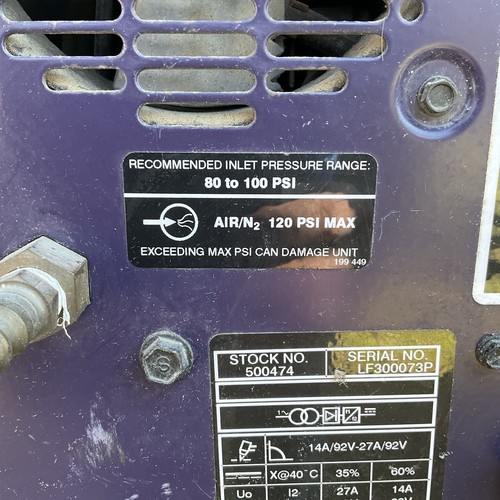 RECOMMENDED INLET PRESSURE RANGE:
80 to 100 PSI
AIR/N₂ 120 PSI MAX
EXCEEDING MAX PSI CAN DAMAGE UNIT
199 449
S
STOCK NO. SERIAL NO.
500474 LF300073P
1~
14A/92V-27A/92V
X@40°C 35% 60%
Uo I2 27A 14A